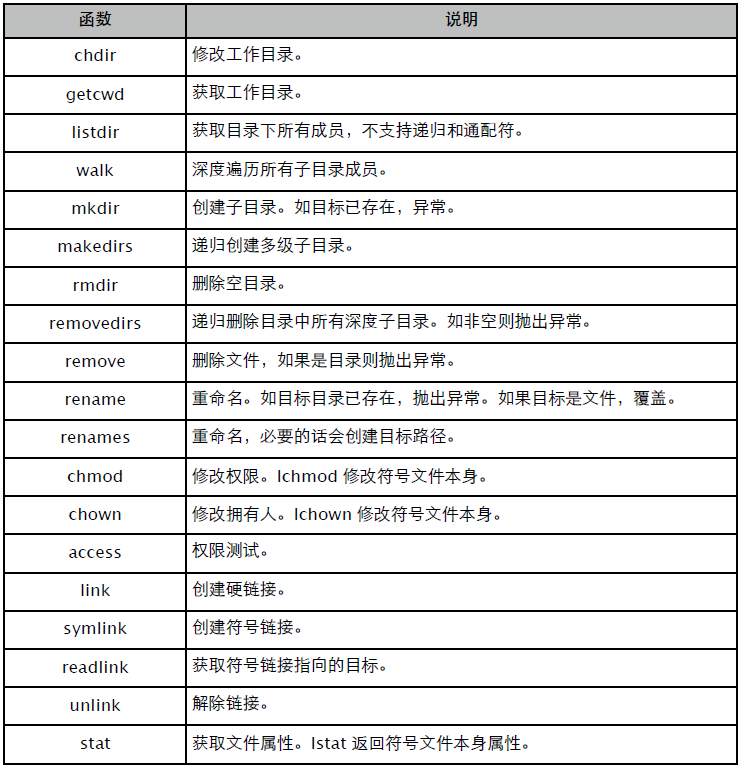 函数 说明
chdir 修改工作目录。
getcwd 获取工作目录。
listdir 获取目录下所有成员，不支持递归和通配符。
walk 深度遍历所有子目录成员。
mkdir 创建子目录。如目标已存在，异常。
makedirs 递归创建多级子目录。
rmdir 删除空目录。
removedirs 递归删除目录中所有深度子目录。如非空则抛出异常。
remove 删除文件，如果是目录则抛出异常。
rename 重命名。如目标目录已存在，抛出异常。如果目标是文件，覆盖。
renames 重命名，必要的话会创建目标路径。
chmod 修改权限。lchmod 修改符号文件本身。
chown 修改拥有人。lchown 修改符号文件本身。
access 权限测试。
link 创建硬链接。
symlink 创建符号链接。
readlink 获取符号链接指向的目标。
unlink 解除链接。
stat 获取文件属性。lstat 返回符号文件本身属性。